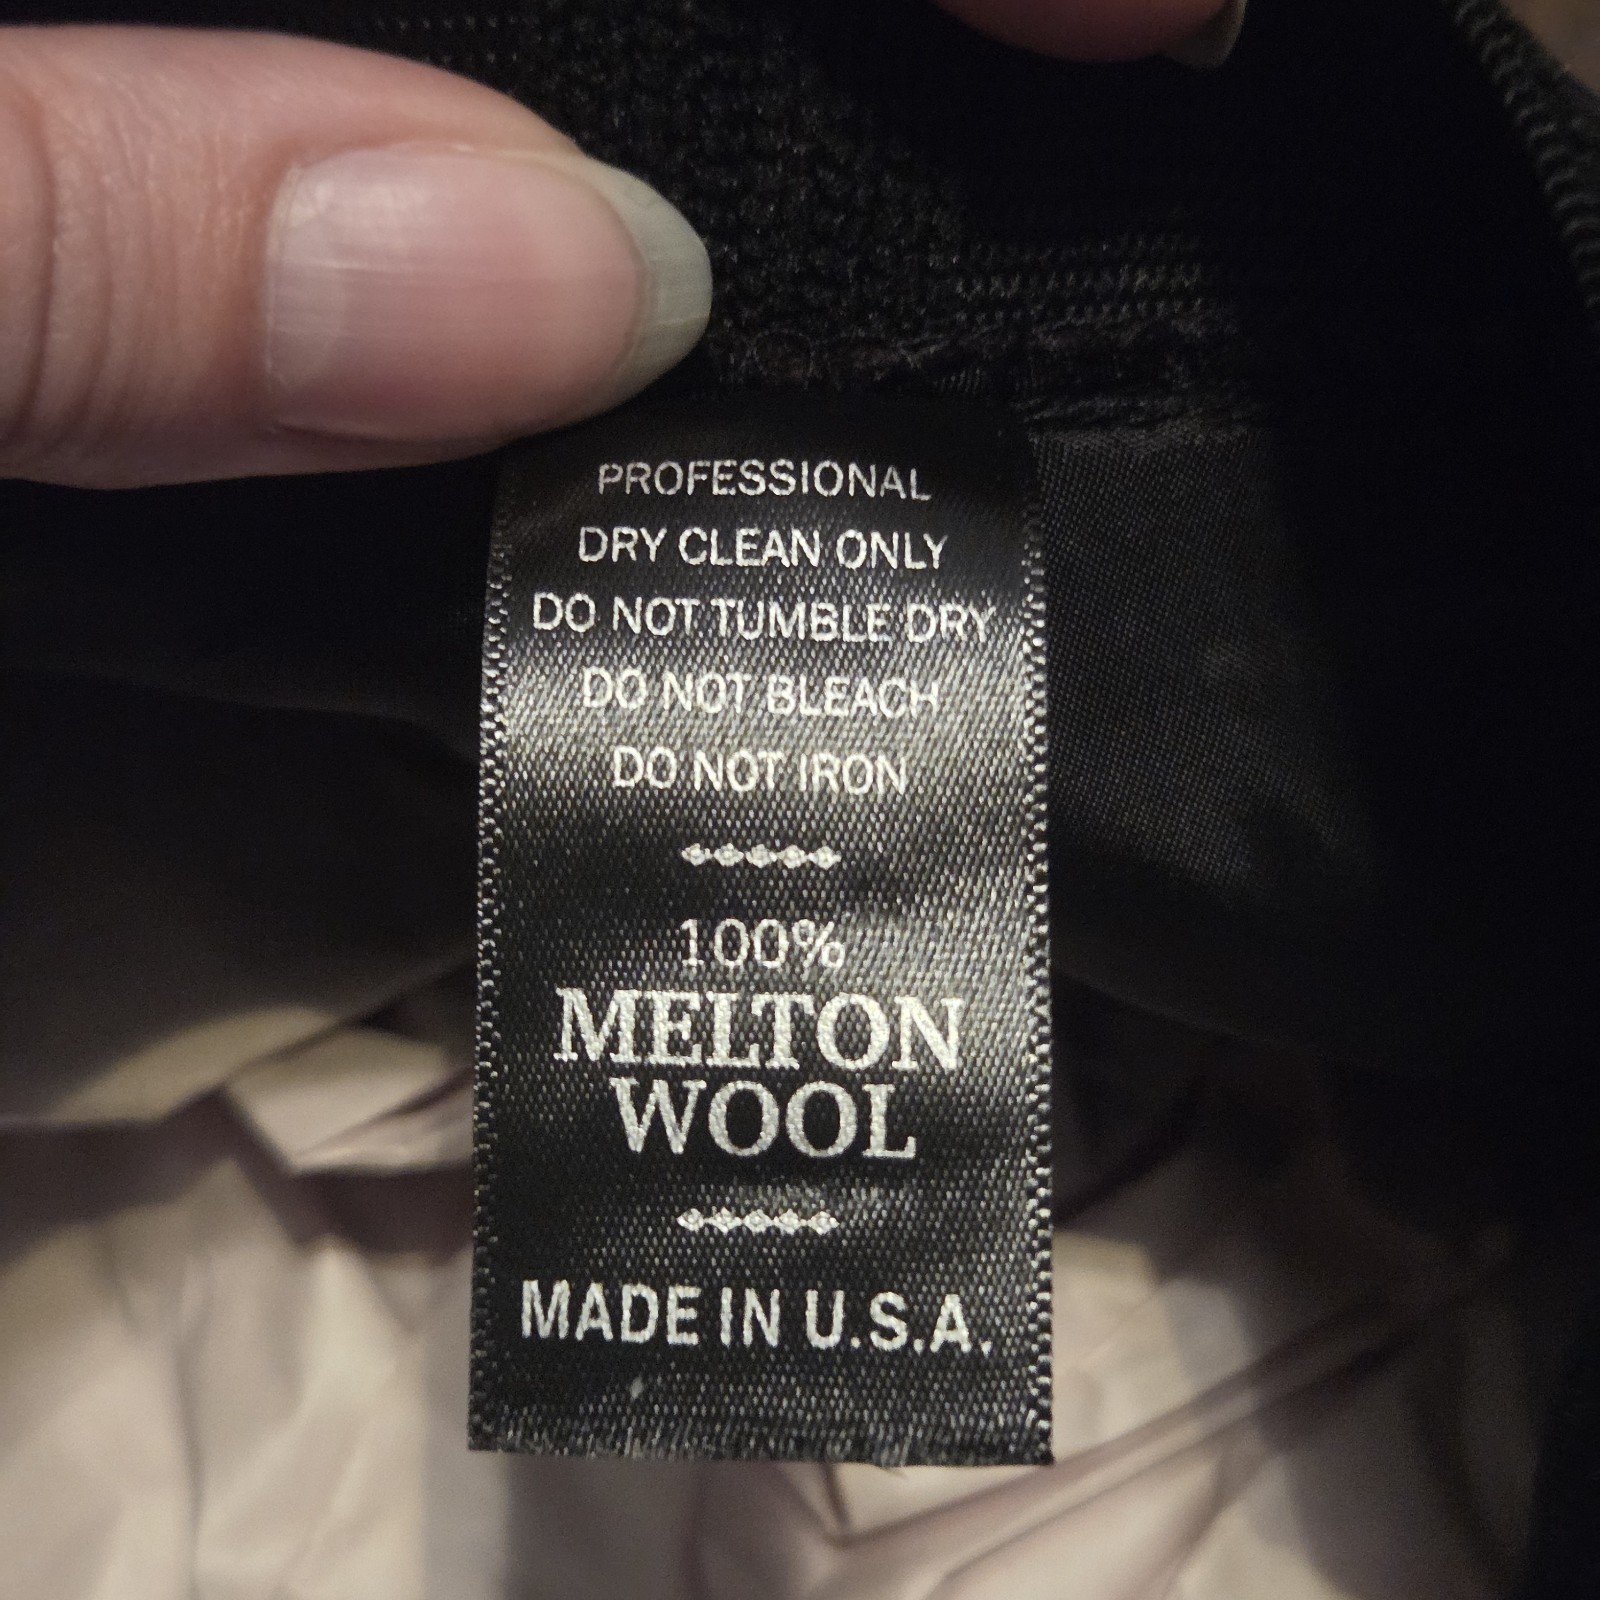 PROFESSIONAL
DRY CLEAN ONLY
DO NOT TUMBLE DRY
DO NOT BLEACH
DO NOT IRON
100%
MELTON
WOOL
MADE IN U.S.A.